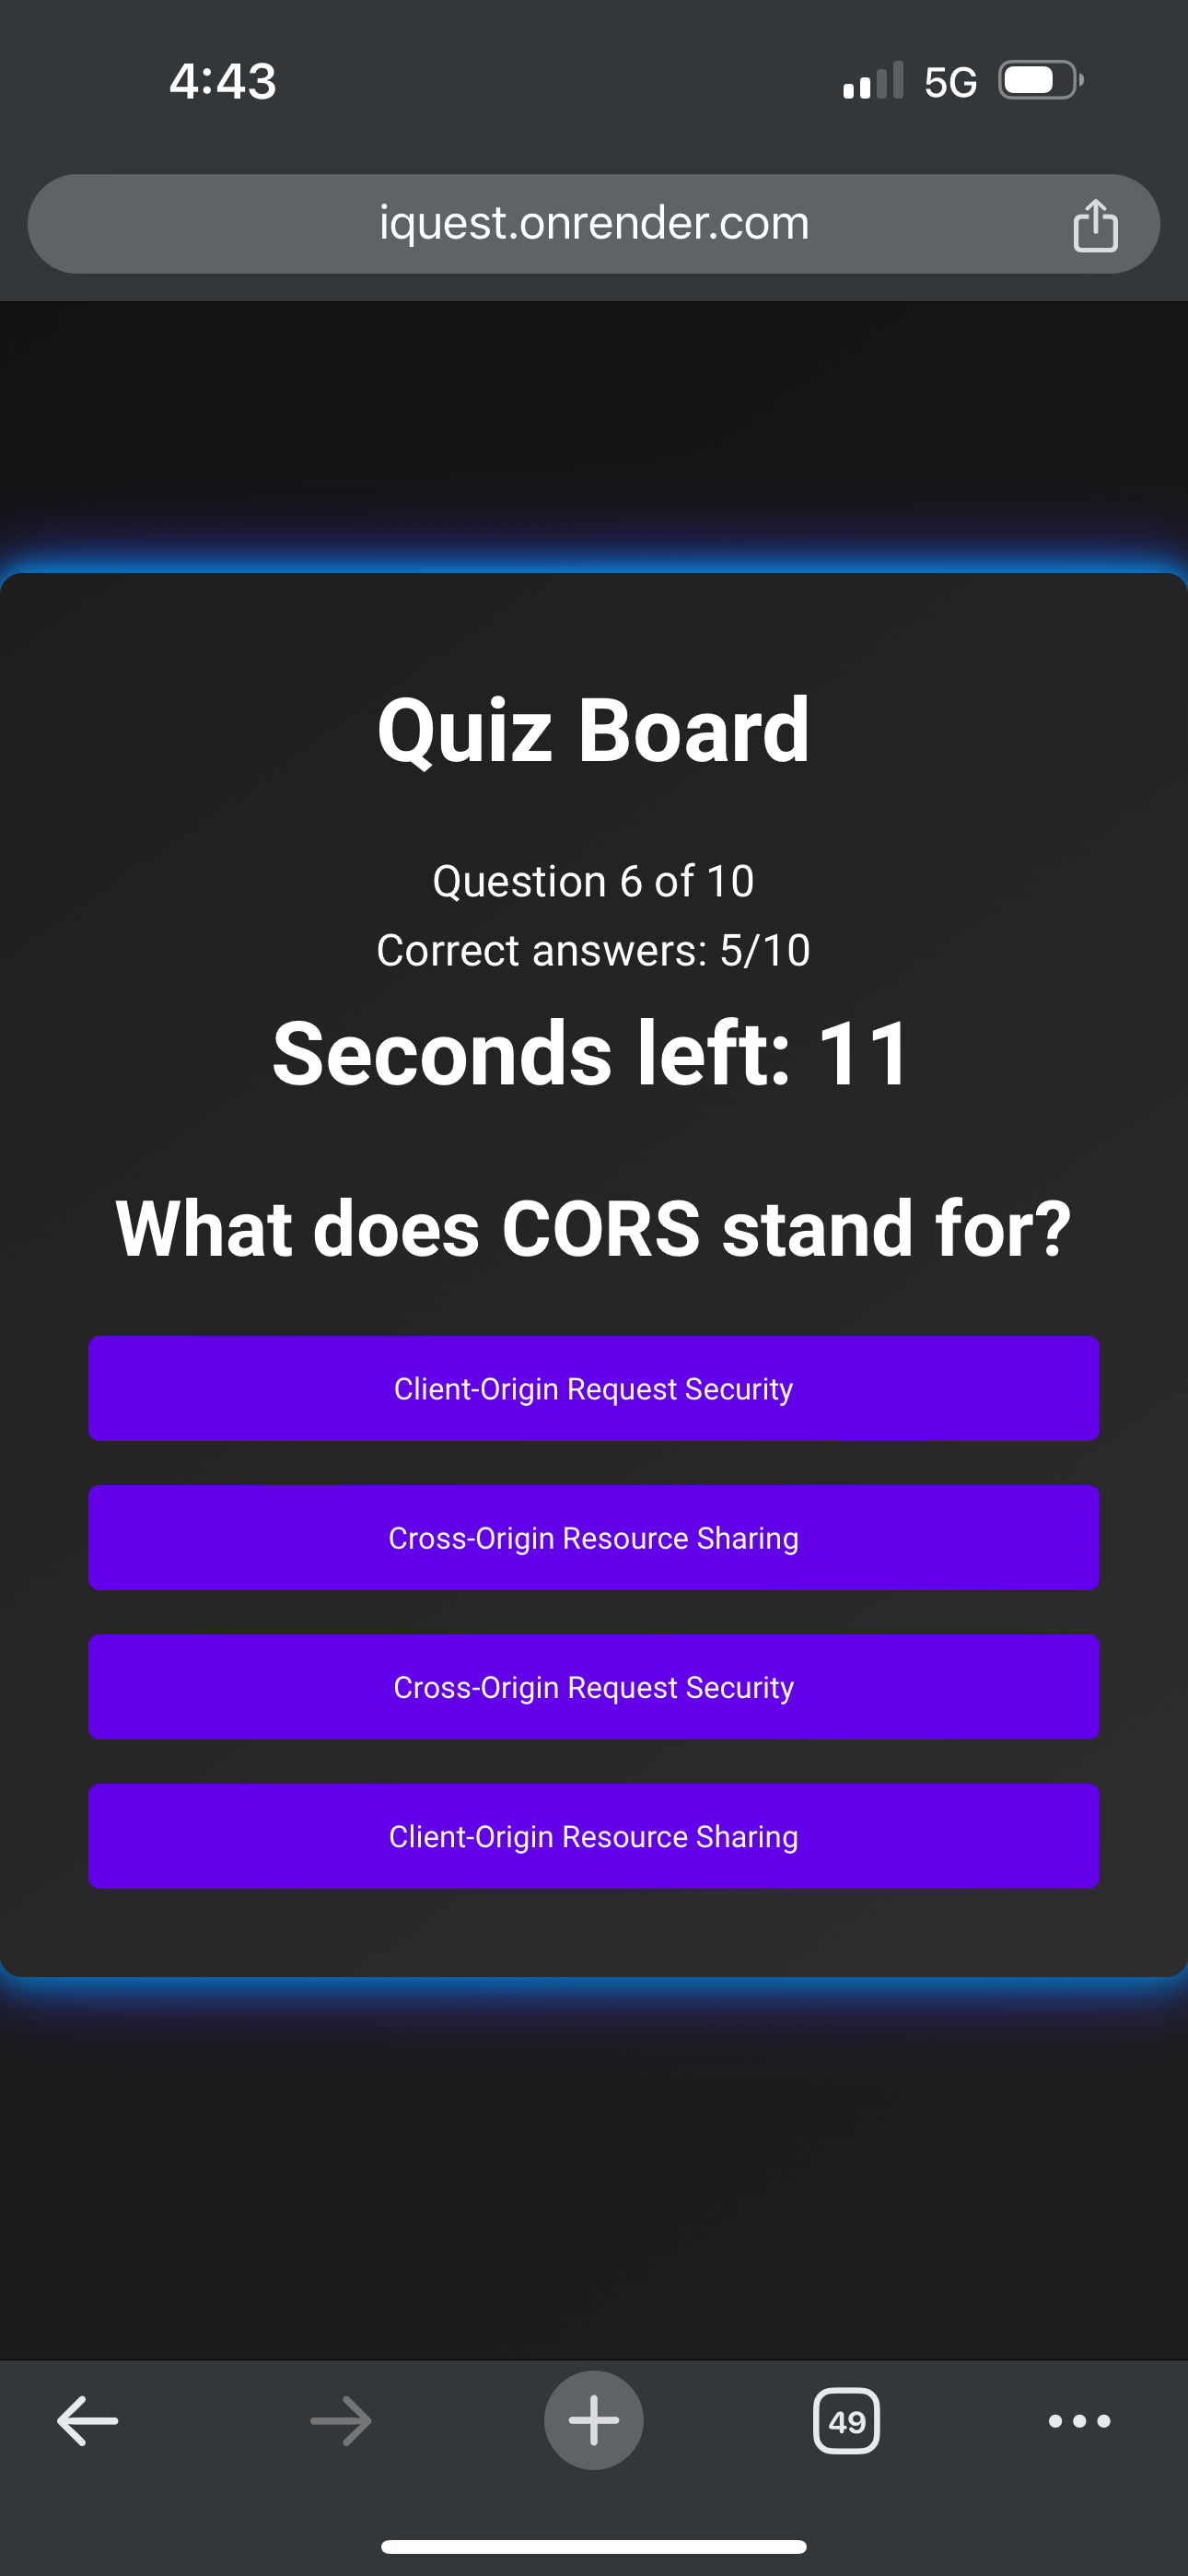 4:43
5G
iquest.onrender.com
Quiz Board
Question 6 of 10
Correct answers: 5/10
Seconds left: 11
What does CORS stand for?
Client-Origin Request Security
Cross-Origin Resource Sharing
Cross-Origin Request Security
Client-Origin Resource Sharing
49